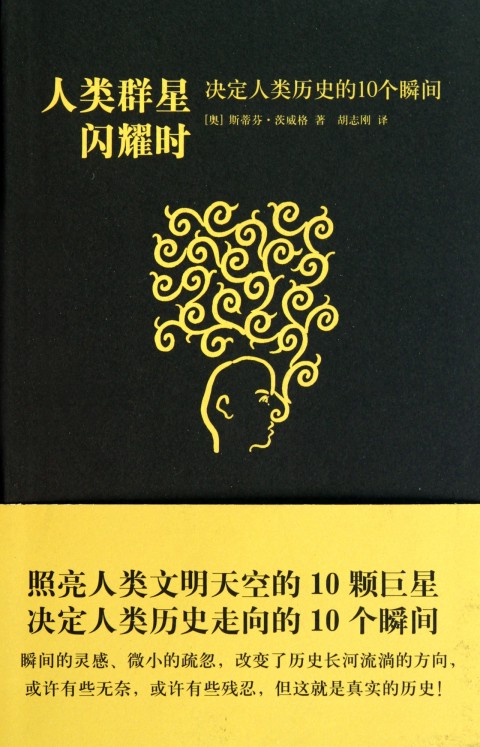 人类群星
闪耀时
决定人类历史的10个瞬间
[奥] 斯蒂芬·茨威格 著 胡志刚 译
照亮人类文明天空的 10 颗巨星
决定人类历史走向的 10 个瞬间
瞬间的灵感、微小的疏忽，改变了历史长河流淌的方向，
或许有些无奈，或许有些残忍，但这就是真实的历史！